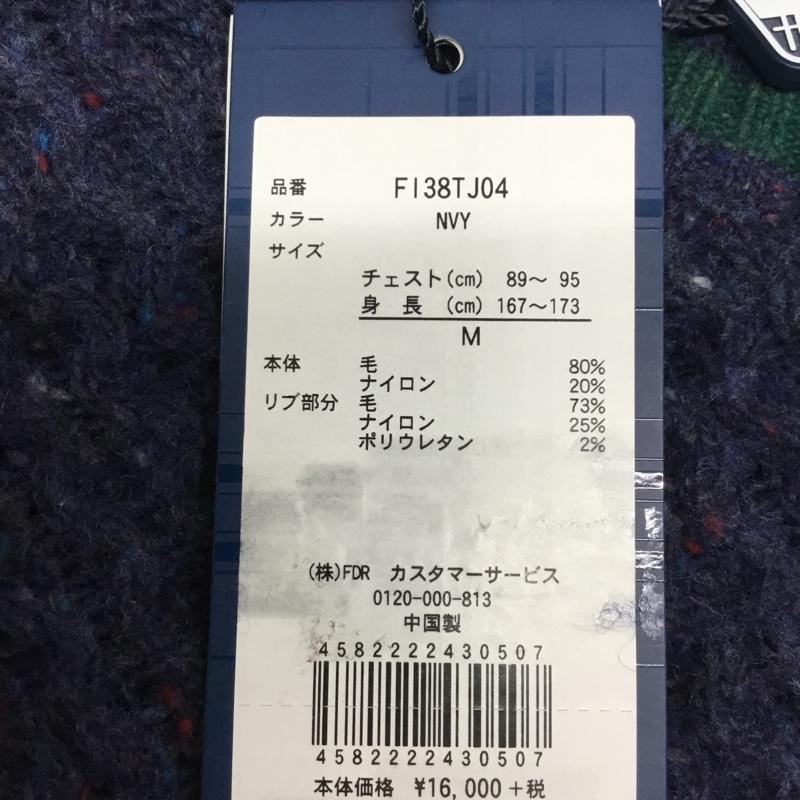 品番 FI38TJ04
カラー NVY
サイズ
チェスト(cm) 89～ 95
身 長 (cm) 167～173
M
本体 毛 80%
ナイロン 20%
リブ部分 毛 73%
ナイロン 25%
ポリウレタン 2%
(株)FDR カスタマーサービス
0120-000-813
中国製
4582222430507
4582222430507
本体価格 ¥16,000+税